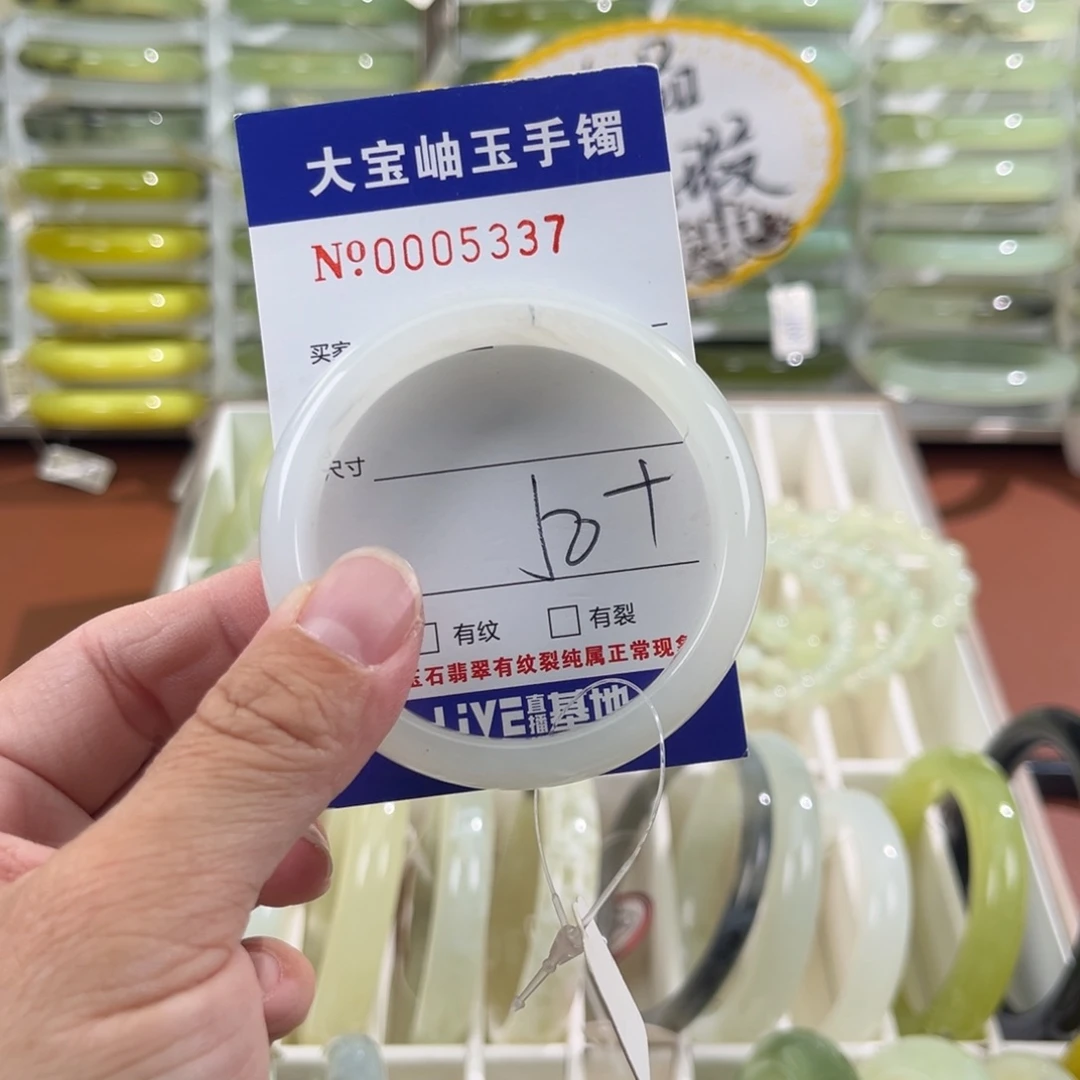 大宝岫玉手镯
Nº0005337
买家
尺寸
有纹 有裂
玉石翡翠有纹裂纯属正常现象
LIVE直播基地